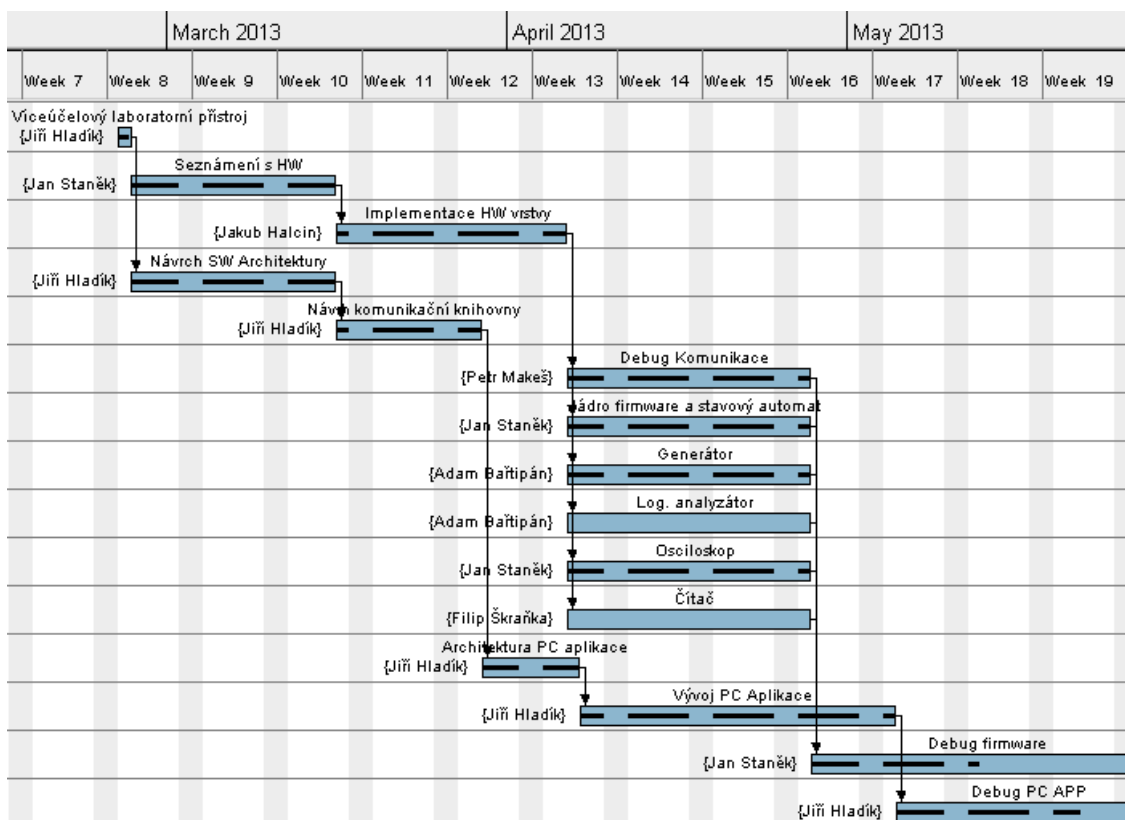 March 2013
April 2013
May 2013
Week 7
Week 8
Week 9
Week 10
Week 11
Week 12
Week 13
Week 14
Week 15
Week 16
Week 17
Week 18
Week 19
Víceúčelový laboratorní přístroj
{Jiří Hladík}
Seznámení s HW
{Jan Staněk}
Implementace HW vrstvy
{Jakub Halcin}
Návrch SW Architektury
{Jiří Hladík}
Návrh komunikační knihovny
{Jiří Hladík}
Debug Komunikace
{Petr Makeš}
Jádro firmware a stavový automat
{Jan Staněk}
Generátor
{Adam Bařtipán}
Log. analyzátor
{Adam Bařtipán}
Osciloskop
{Jan Staněk}
Čítač
{Filip Škraňka}
Architektura PC aplikace
{Jiří Hladík}
Vývoj PC Aplikace
{Jiří Hladík}
Debug firmware
{Jan Staněk}
Debug PC APP
{Jiří Hladík}